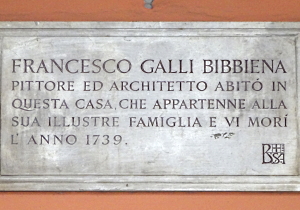 FRANCESCO GALLI BIBBIENA
PITTORE ED ARCHITETTO ABITÓ IN
QUESTA CASA, CHE APPARTENNE ALLA
SUA ILLUSTRE FAMIGLIA E VI MORÍ
L'ANNO 1739.